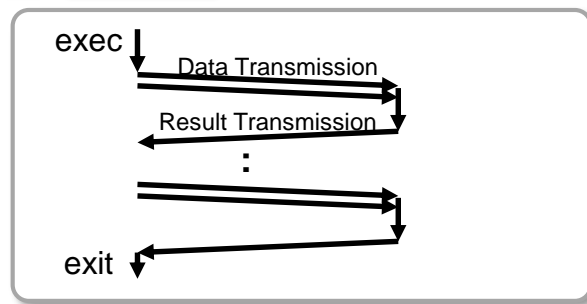 exec
Data Transmission
Result Transmission
:
exit